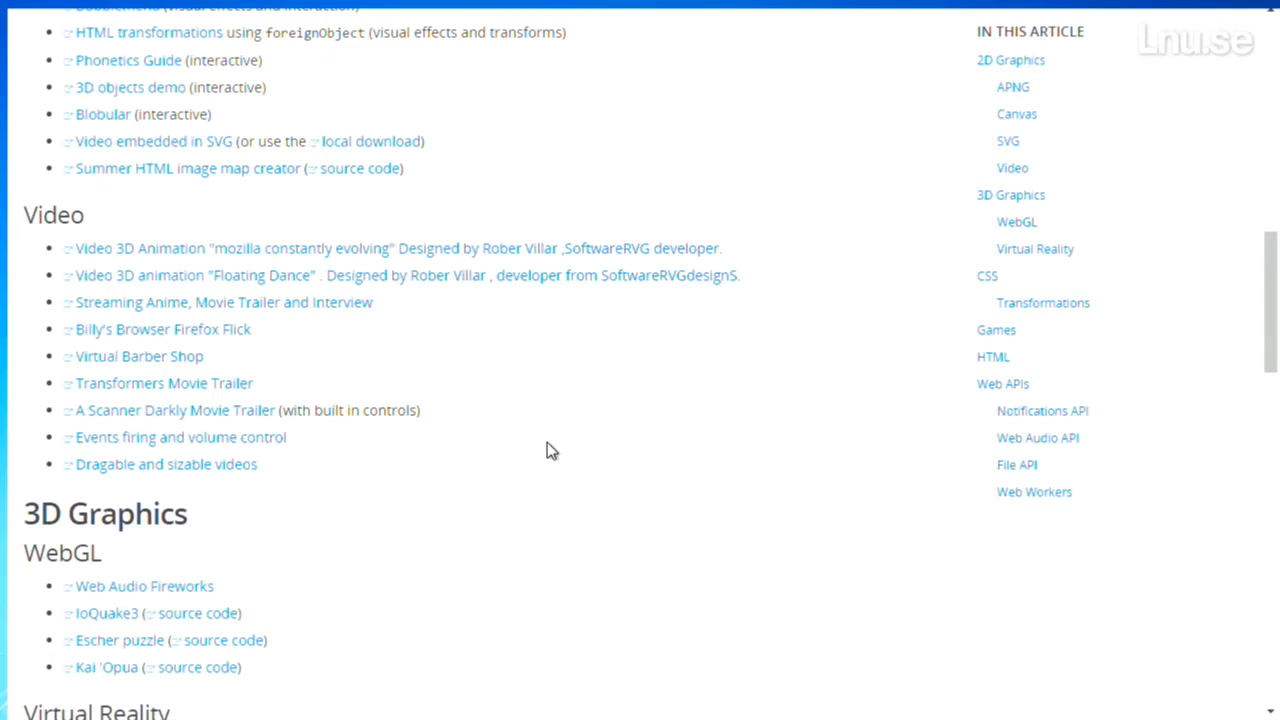 HTML transformations using foreignObject (visual effects and transforms)
Phonetics Guide (interactive)
3D objects demo (interactive)
Blobular (interactive)
Video embedded in SVG (or use the local download)
Summer HTML image map creator (source code)
Video
Video 3D Animation "mozilla constantly evolving" Designed by Rober Villar ,SoftwareRVG developer.
Video 3D animation "Floating Dance" . Designed by Rober Villar , developer from SoftwareRVGdesignS.
Streaming Anime, Movie Trailer and Interview
Billy's Browser Firefox Flick
Virtual Barber Shop
Transformers Movie Trailer
A Scanner Darkly Movie Trailer (with built in controls)
Events firing and volume control
Dragable and sizable videos
3D Graphics
WebGL
Web Audio Fireworks
IoQuake3 (source code)
Escher puzzle (source code)
Kai 'Opua (source code)
Virtual Reality
IN THIS ARTICLE
2D Graphics
APNG
Canvas
SVG
Video
3D Graphics
WebGL
Virtual Reality
CSS
Transformations
Games
HTML
Web APIs
Notifications API
Web Audio API
File API
Web Workers
Lnu.se